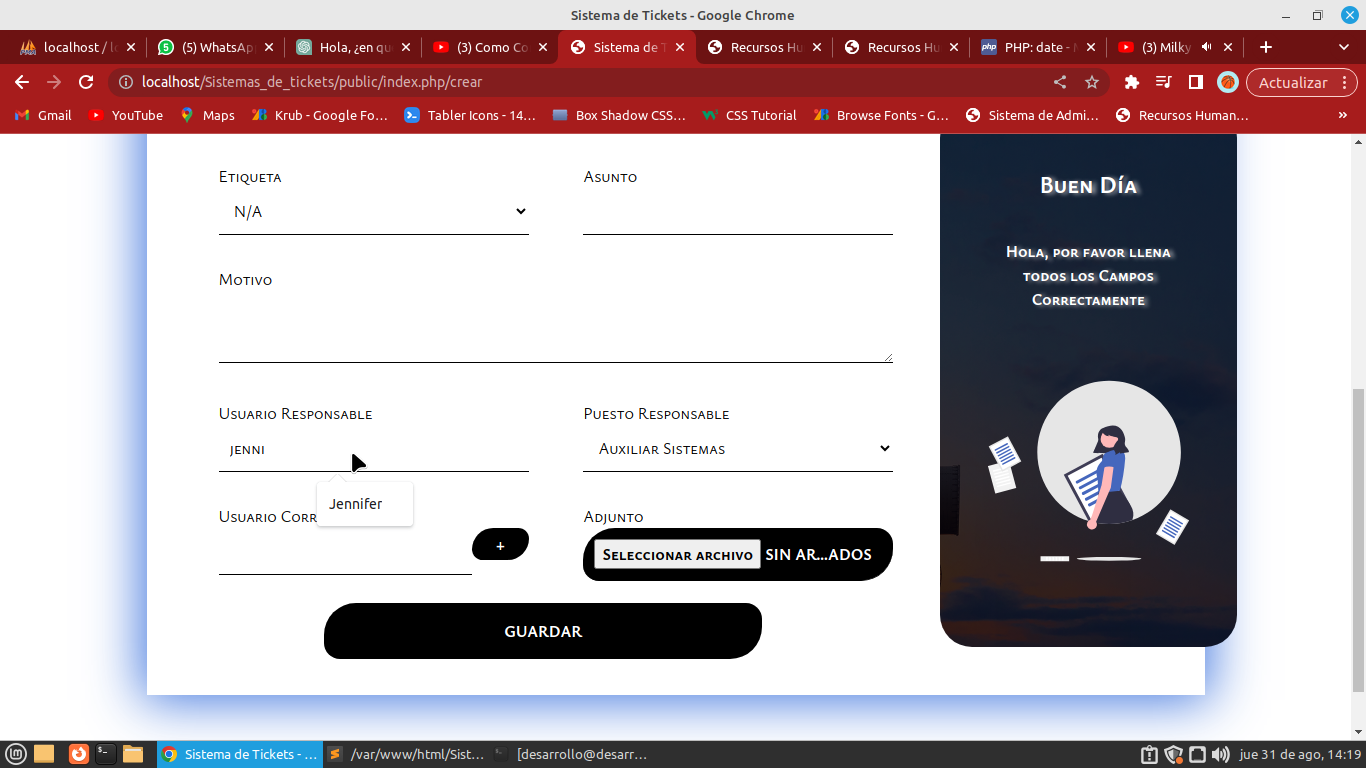 Sistema de Tickets - Google Chrome
localhost / lo
(5) WhatsAp
Hola, ¿en qu
(3) Como Co
Sistema de T
Recursos Hu
Recursos Hu
PHP: date - M
(3) Milky
localhost/Sistemas_de_tickets/public/index.php/crear
Actualizar
Gmail
YouTube
Maps
Krub - Google Fo…
Tabler Icons - 14…
Box Shadow CSS…
CSS Tutorial
Browse Fonts - G…
Sistema de Admi…
Recursos Human…
»
Etiqueta
N/A
Asunto
Motivo
Usuario Responsable
jenni
Jennifer
Puesto Responsable
Auxiliar Sistemas
Usuario Corr
+
Adjunto
Seleccionar archivo Sin ar...ados
GUARDAR
Buen Día
Hola, por favor llena
todos los Campos
Correctamente
Sistema de Tickets - …
/var/www/html/Sist…
[desarrollo@desarr…
jue 31 de ago, 14:19